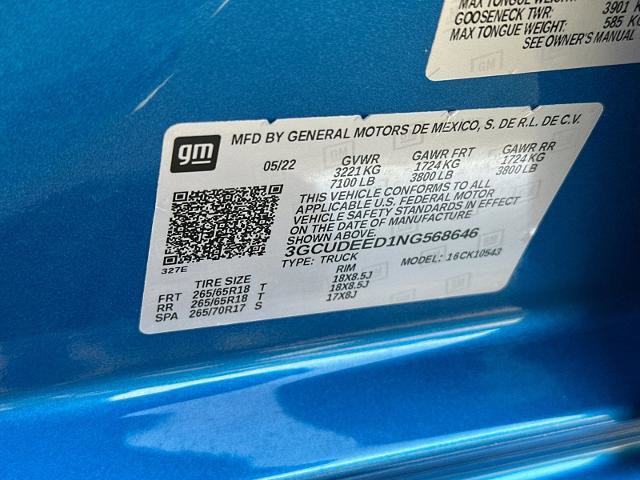 MAX TONGUE WEIGHT:
3901
GOOSENECK TWR:
MAX TONGUE WEIGHT: 585 KG
SEE OWNER'S MANUAL
gm
MFD BY GENERAL MOTORS DE MEXICO, S. DE R.L. DE C.V.
05/22 GVWR GAWR FRT GAWR RR
3221 KG 1724 KG 1724 KG
7100 LB 3800 LB 3800 LB
THIS VEHICLE CONFORMS TO ALL
APPLICABLE U.S. FEDERAL MOTOR
VEHICLE SAFETY STANDARDS IN EFFECT
ON THE DATE OF MANUFACTURE
SHOWN ABOVE.
3GCUDEED1NG568646
327E
TYPE: TRUCK MODEL: 16CK10543
TIRE SIZE RIM
FRT 265/65R18 T 18X8.5J
RR 265/65R18 T 18X8.5J
SPA 265/70R17 S 17X8J